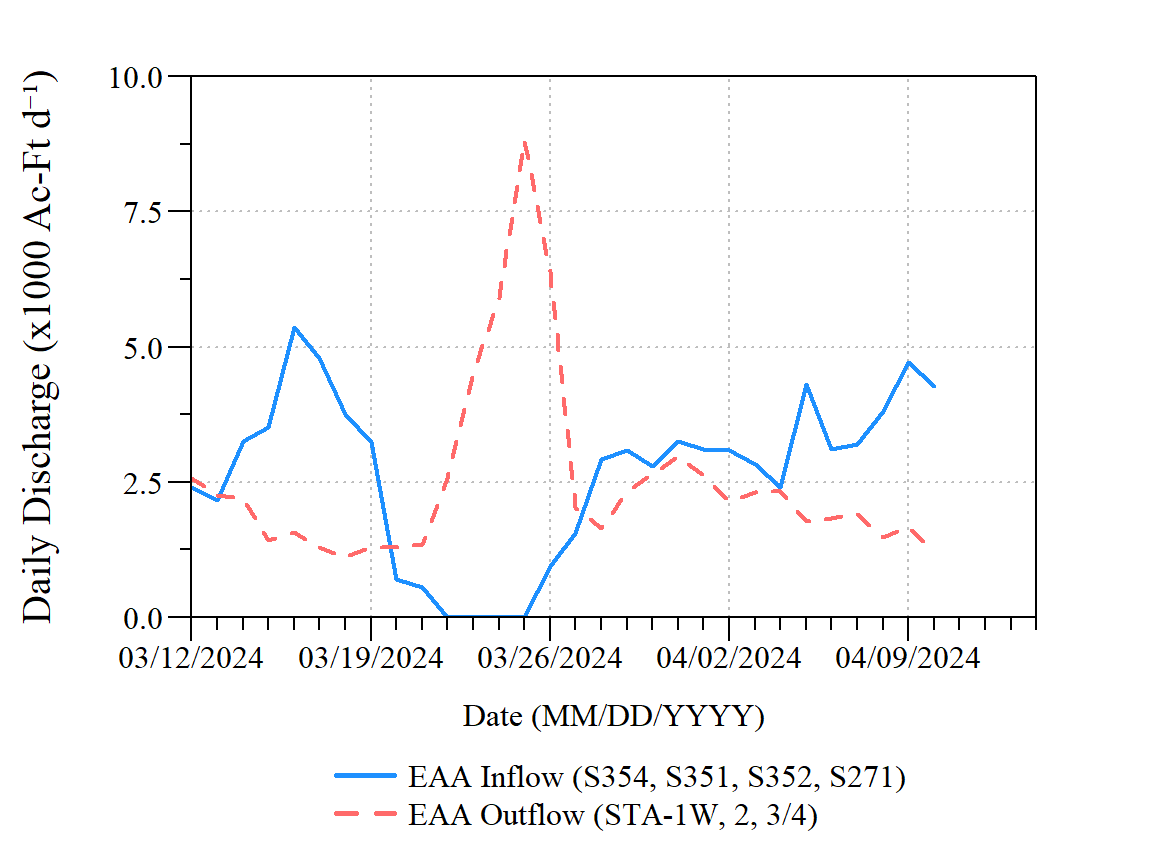 Daily Discharge (x1000 Ac-Ft d⁻¹)
10.0
7.5
5.0
2.5
0.0
03/12/2024 03/19/2024 03/26/2024 04/02/2024 04/09/2024
Date (MM/DD/YYYY)
EAA Inflow (S354, S351, S352, S271)
EAA Outflow (STA-1W, 2, 3/4)